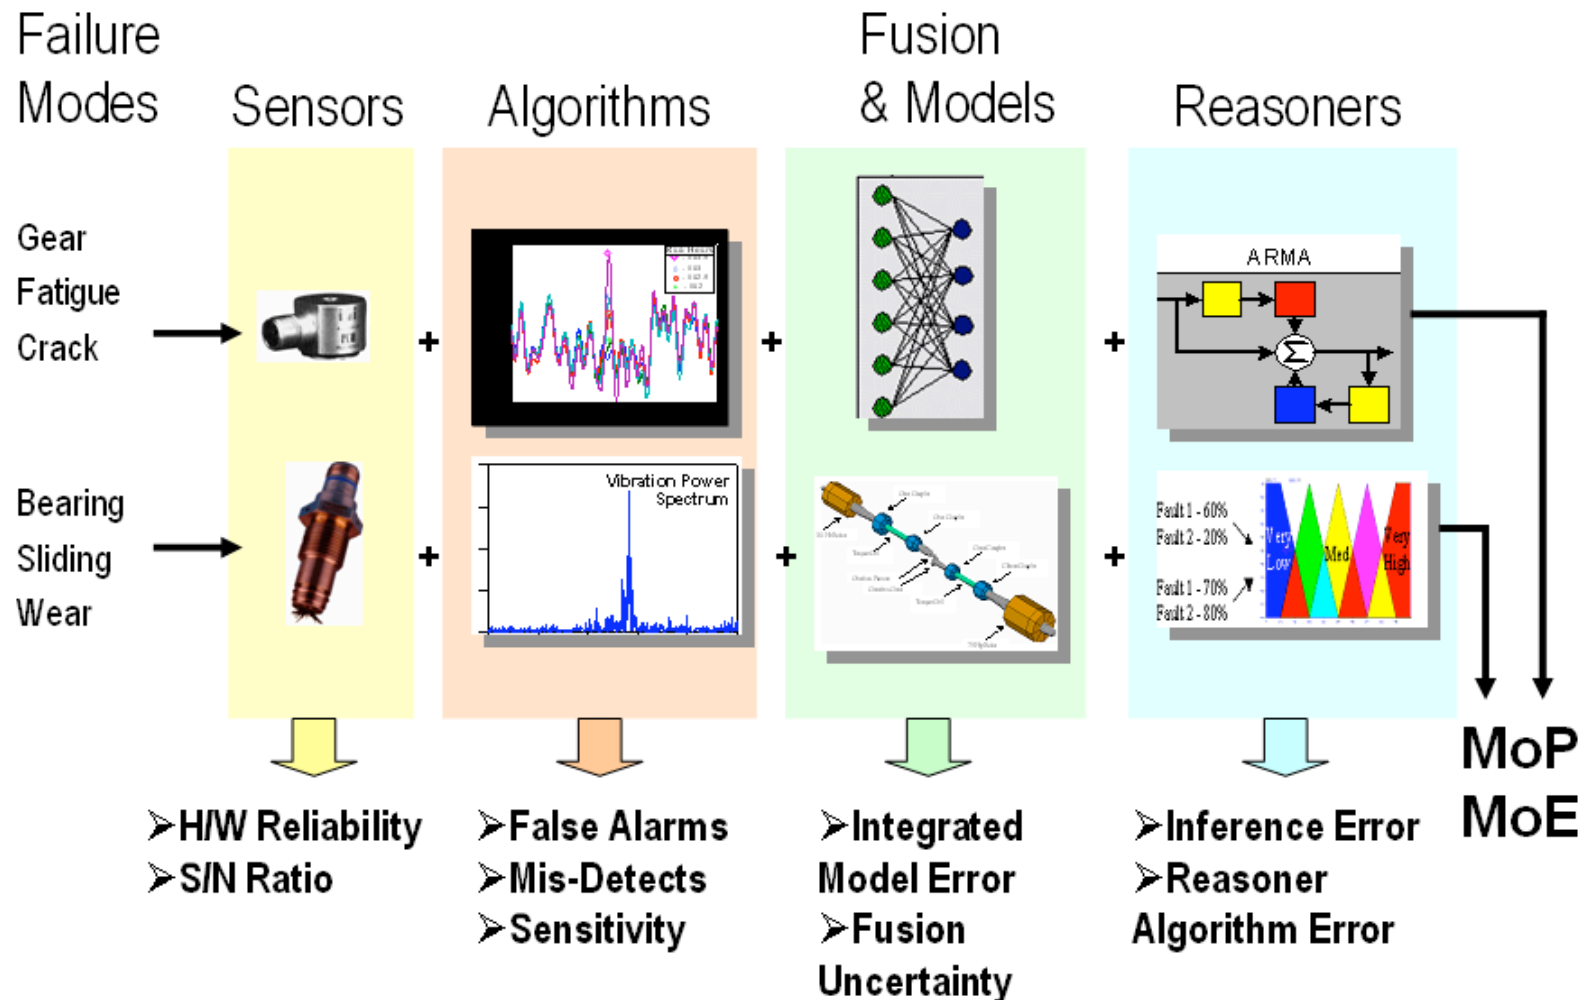 Failure
Modes
Sensors
Algorithms
Fusion
& Models
Reasoners
Gear
Fatigue
Crack
Bearing
Sliding
Wear
+
+
+
+
+
+
Vibration Power
Spectrum
ARMA
Σ
Fault 1 - 60%
Fault 2 - 20%
Fault 1 - 70%
Fault 2 - 80%
Very
Low
Med
Very
High
MoP
MoE
➢H/W Reliability
➢S/N Ratio
➢False Alarms
➢Mis-Detects
➢Sensitivity
➢Integrated
Model Error
➢Fusion
Uncertainty
➢Inference Error
➢Reasoner
Algorithm Error